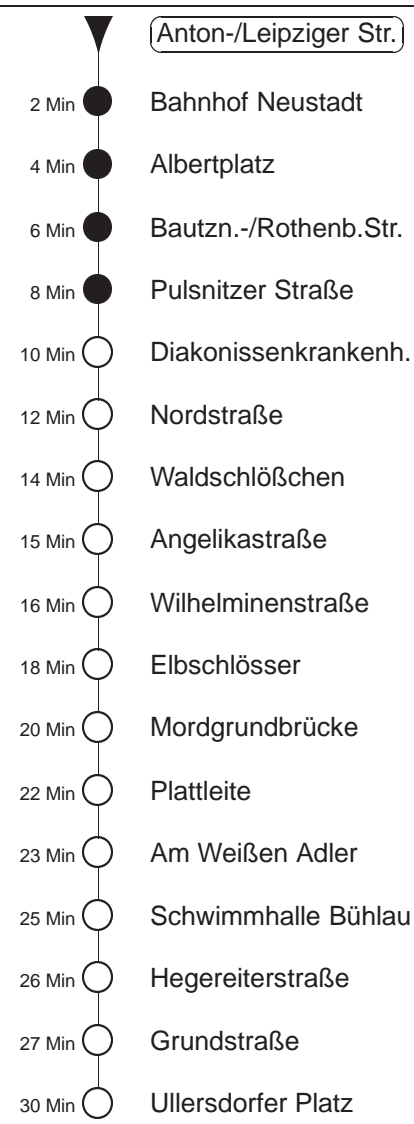 Anton-/Leipziger Str.
2 Min Bahnhof Neustadt
4 Min Albertplatz
6 Min Bautzn.-/Rothenb.Str.
8 Min Pulsnitzer Straße
10 Min Diakonissenkrankenh.
12 Min Nordstraße
14 Min Waldschlößchen
15 Min Angelikastraße
16 Min Wilhelminenstraße
18 Min Elbschlösser
20 Min Mordgrundbrücke
22 Min Plattleite
23 Min Am Weißen Adler
25 Min Schwimmhalle Bühlau
26 Min Hegereiterstraße
27 Min Grundstraße
30 Min Ullersdorfer Platz